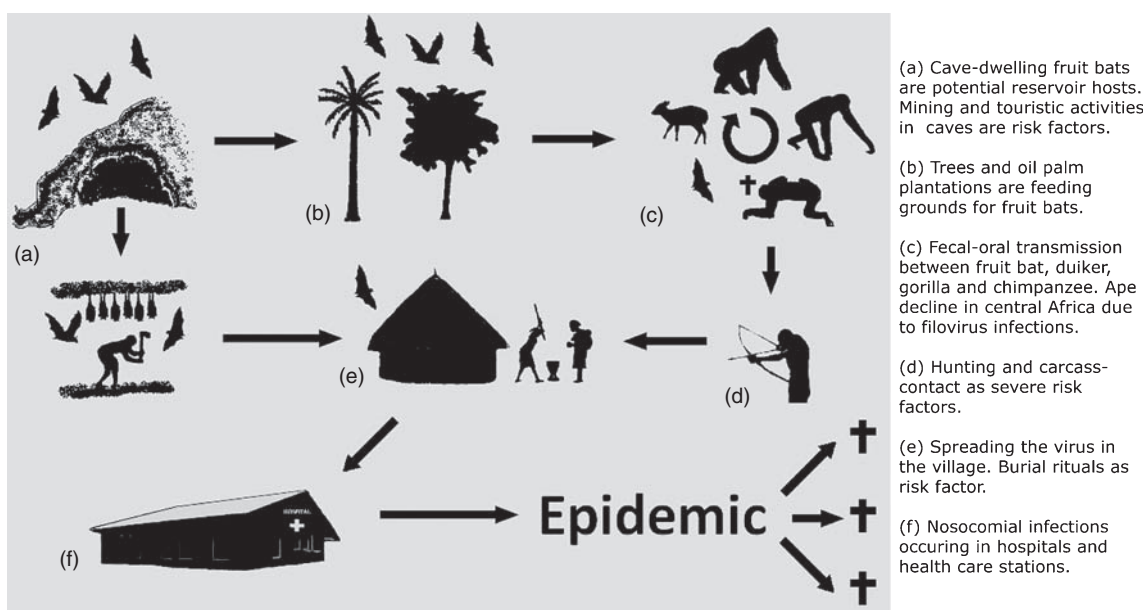 (a)
(b)
(c)
(d)
(e)
(f)
HOSPITAL
Epidemic
(a) Cave-dwelling fruit bats
are potential reservoir hosts.
Mining and touristic activities
in caves are risk factors.
(b) Trees and oil palm
plantations are feeding
grounds for fruit bats.
(c) Fecal-oral transmission
between fruit bat, duiker,
gorilla and chimpanzee. Ape
decline in central Africa due
to filovirus infections.
(d) Hunting and carcass-
contact as severe risk
factors.
(e) Spreading the virus in
the village. Burial rituals as
risk factor.
(f) Nosocomial infections
occuring in hospitals and
health care stations.